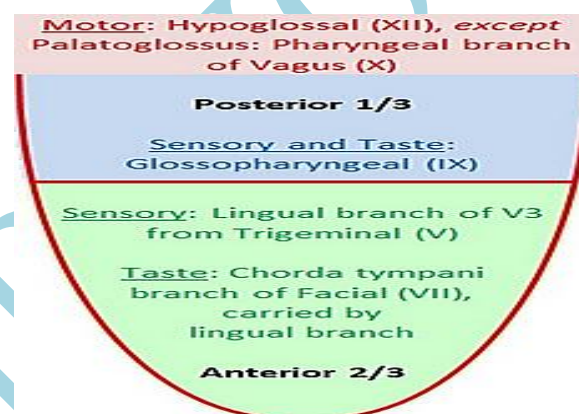 Motor: Hypoglossal (XII), except
Palatoglossus: Pharyngeal branch
of Vagus (X)
Posterior 1/3
Sensory and Taste:
Glossopharyngeal (IX)
Sensory: Lingual branch of V3
from Trigeminal (V)
Taste: Chorda tympani
branch of Facial (VII),
carried by
lingual branch
Anterior 2/3